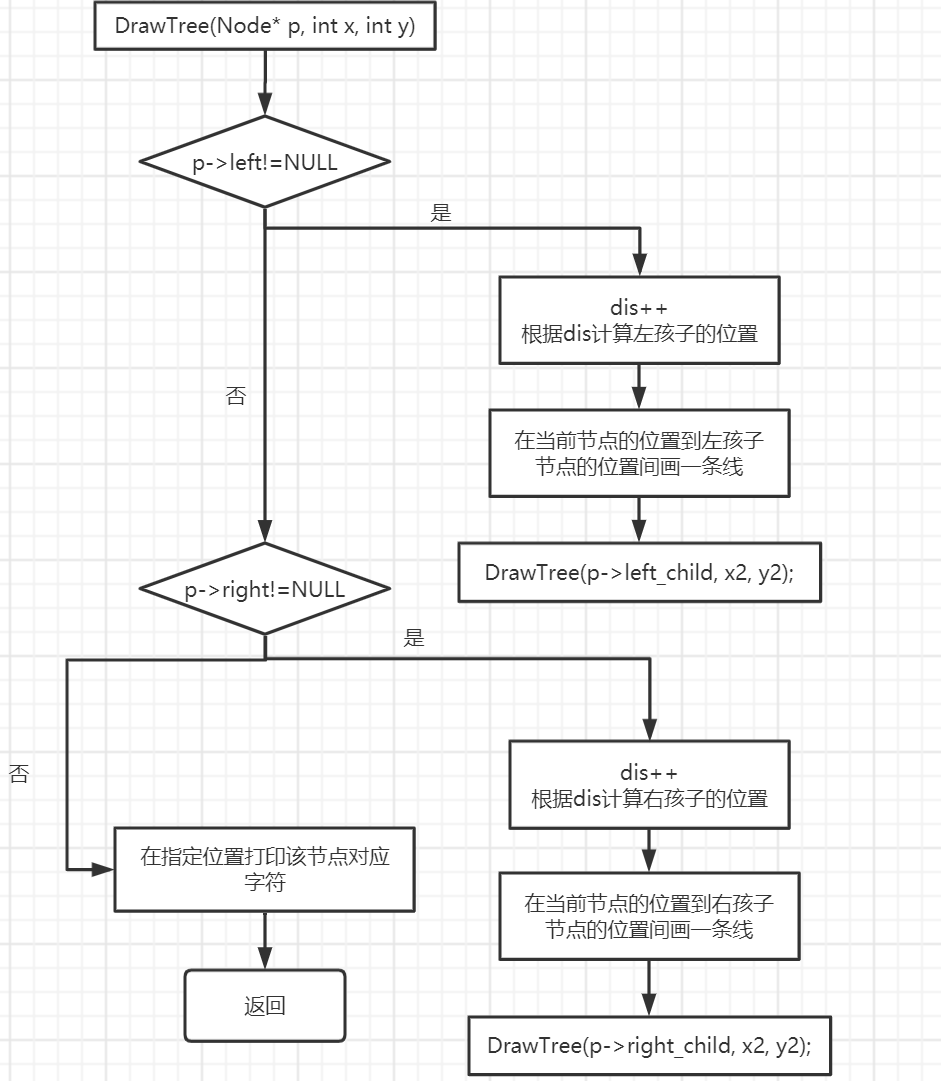 DrawTree(Node* p, int x, int y)
p->left!=NULL
是
dis++
根据dis计算左孩子的位置
否
在当前节点的位置到左孩子
节点的位置间画一条线
DrawTree(p->left_child, x2, y2);
p->right!=NULL
是
dis++
根据dis计算右孩子的位置
否
在指定位置打印该节点对应
字符
在当前节点的位置到右孩子
节点的位置间画一条线
返回
DrawTree(p->right_child, x2, y2);